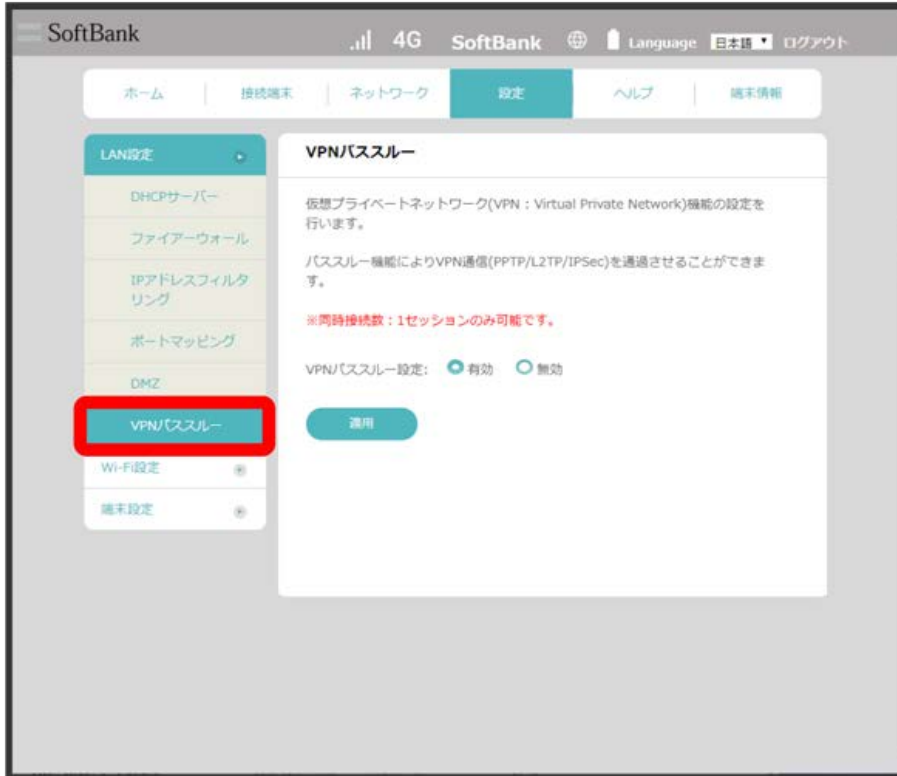 SoftBank
4G SoftBank Language 日本語 ログアウト
ホーム 接続端末 ネットワーク 設定 ヘルプ 端末情報
LAN設定
DHCPサーバー
ファイアーウォール
IPアドレスフィルタ
リング
ポートマッピング
DMZ
VPNパススルー
Wi-Fi設定
端末設定
VPNパススルー
仮想プライベートネットワーク(VPN：Virtual Private Network)機能の設定を
行います。
パススルー機能によりVPN通信(PPTP/L2TP/IPSec)を通過させることができま
す。
※同時接続数：1セッションのみ可能です。
VPNパススルー設定: 有効 無効
適用